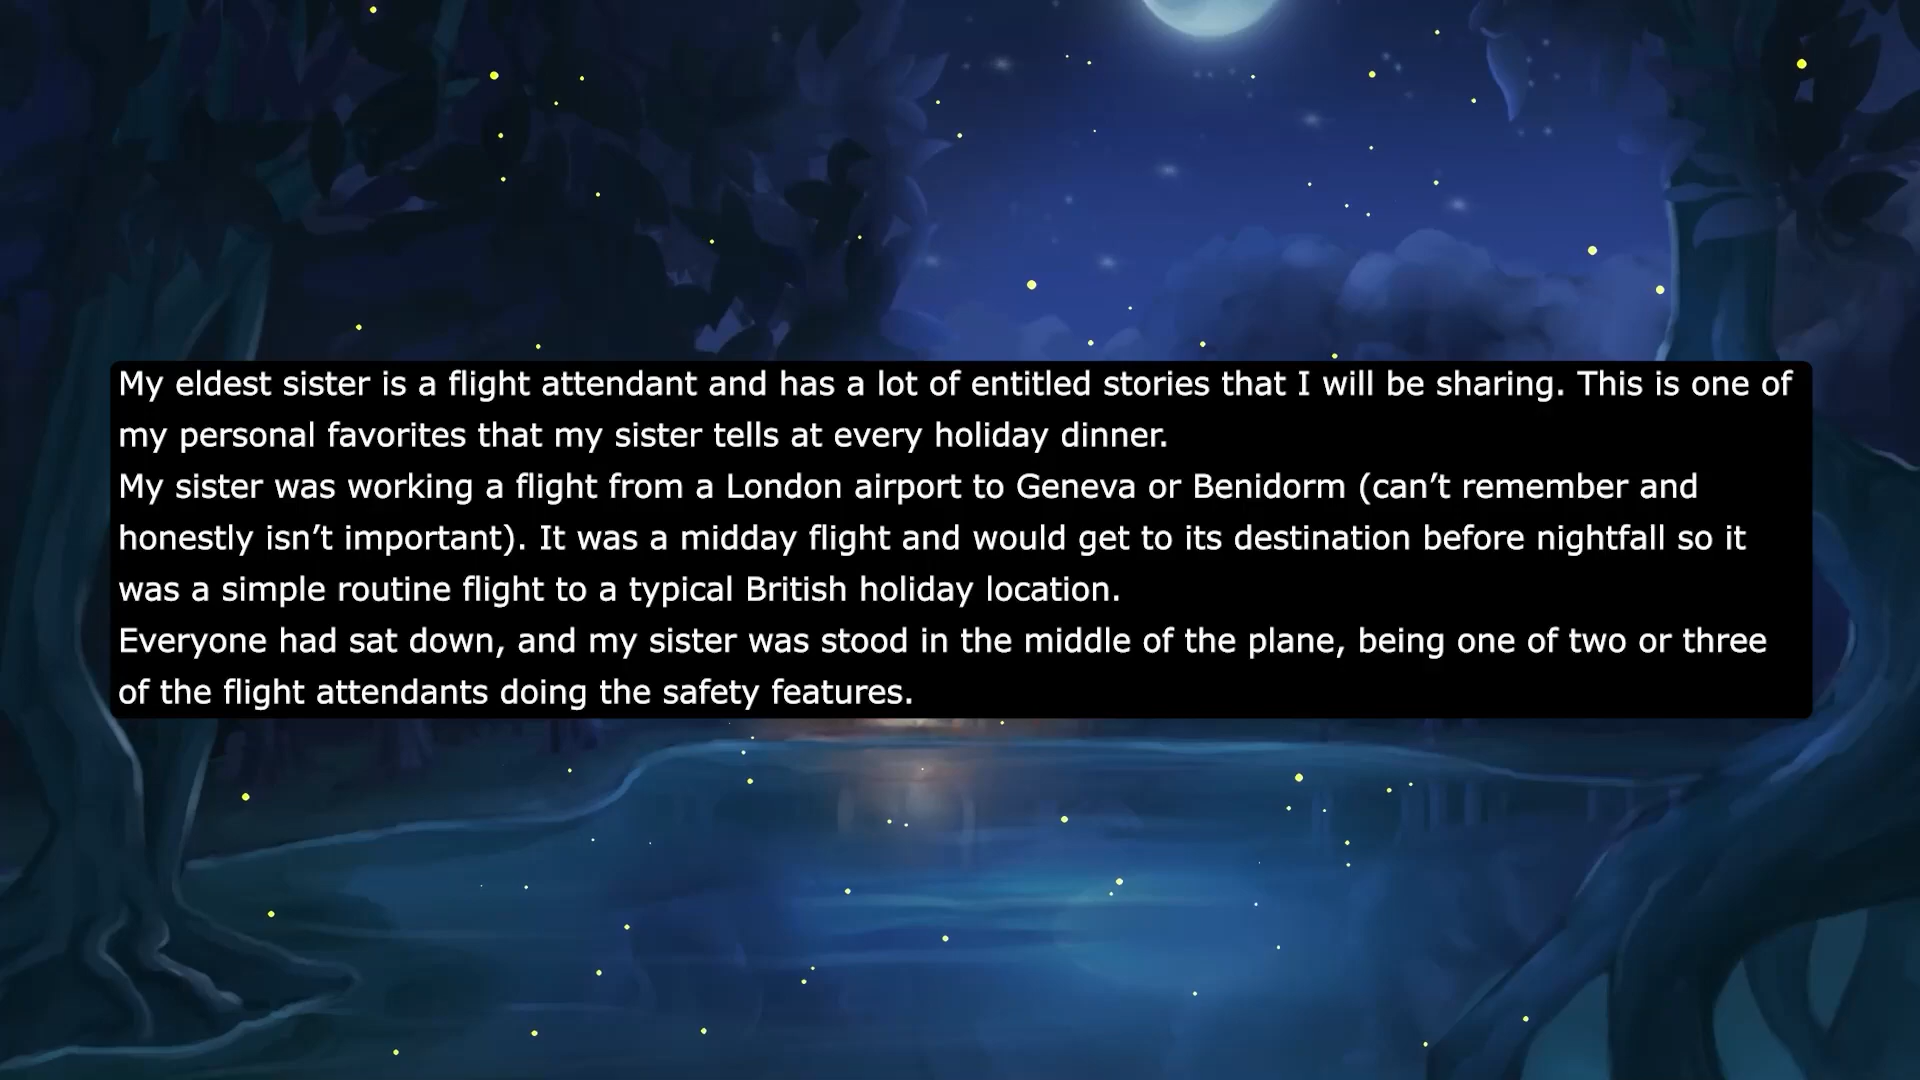 My eldest sister is a flight attendant and has a lot of entitled stories that I will be sharing. This is one of
my personal favorites that my sister tells at every holiday dinner.
My sister was working a flight from a London airport to Geneva or Benidorm (can’t remember and
honestly isn’t important). It was a midday flight and would get to its destination before nightfall so it
was a simple routine flight to a typical British holiday location.
Everyone had sat down, and my sister was stood in the middle of the plane, being one of two or three
of the flight attendants doing the safety features.